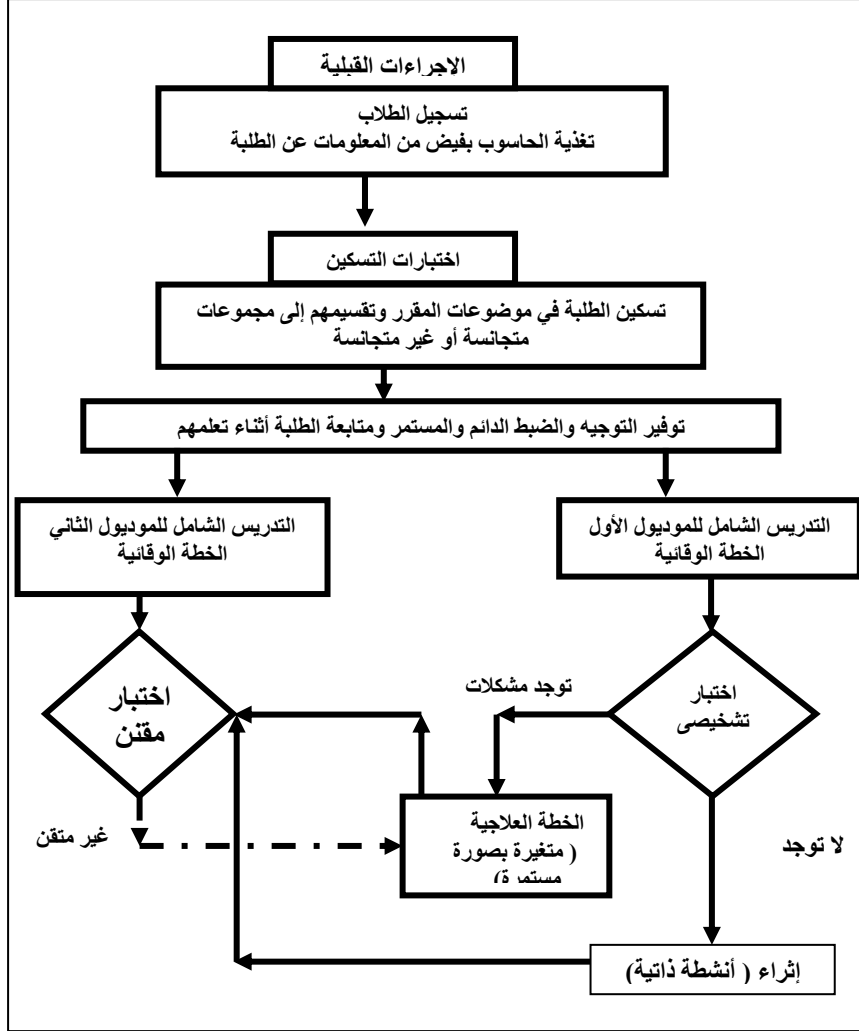 الاجراءات القبلية
تسجيل الطلاب
تغذية الحاسوب بفيض من المعلومات عن الطلبة
اختبارات التسكين
تسكين الطلبة في موضوعات المقرر وتقسيمهم إلى مجموعات
متجانسة أو غير متجانسة
توفير التوجيه والضبط الدائم والمستمر ومتابعة الطلبة أثناء تعلمهم
التدريس الشامل للموديول الأول
الخطة الوقائية
التدريس الشامل للموديول الثاني
الخطة الوقائية
اختبار
تشخيصى
توجد مشكلات
اختبار
مقنن
الخطة العلاجية
( متغيرة بصورة
مستمرة)
لا توجد
غير متقن
إثراء ( أنشطة ذاتية)